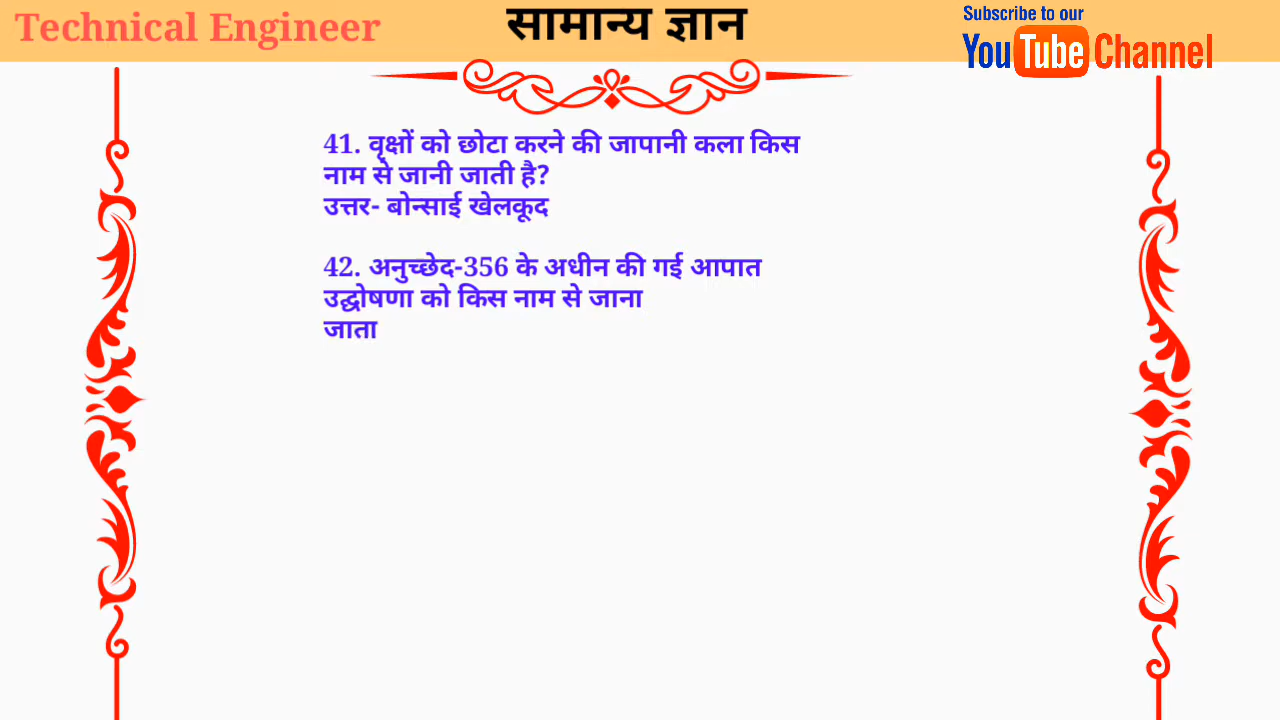 Technical Engineer
सामान्य ज्ञान
Subscribe to our
YouTube Channel
41. वृक्षों को छोटा करने की जापानी कला किस
नाम से जानी जाती है?
उत्तर- बोन्साई खेलकूद
42. अनुच्छेद-356 के अधीन की गई आपात
उद्घोषणा को किस नाम से जाना
जाता